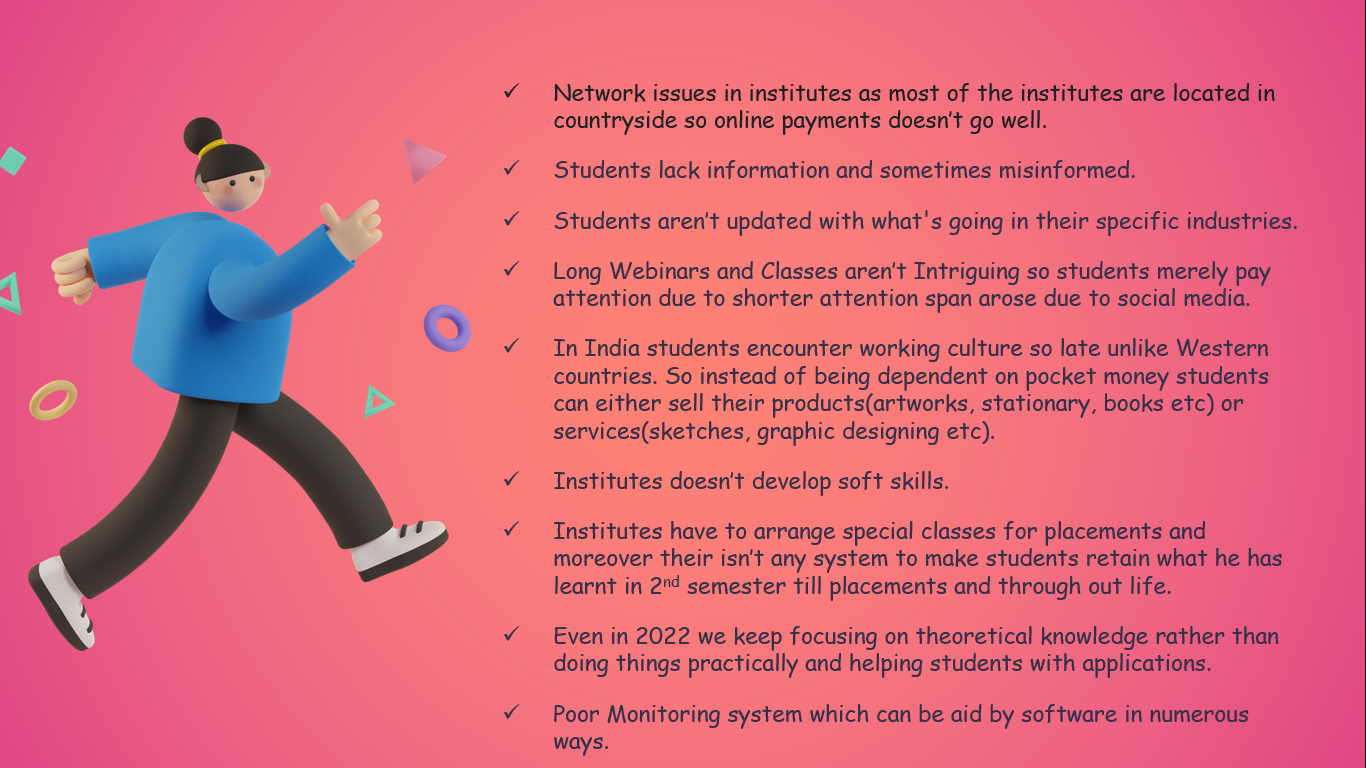 ✓ Network issues in institutes as most of the institutes are located in
countryside so online payments doesn’t go well.
✓ Students lack information and sometimes misinformed.
✓ Students aren’t updated with what's going in their specific industries.
✓ Long Webinars and Classes aren’t Intriguing so students merely pay
attention due to shorter attention span arose due to social media.
✓ In India students encounter working culture so late unlike Western
countries. So instead of being dependent on pocket money students
can either sell their products(artworks, stationary, books etc) or
services(sketches, graphic designing etc).
✓ Institutes doesn’t develop soft skills.
✓ Institutes have to arrange special classes for placements and
moreover their isn’t any system to make students retain what he has
learnt in 2nd semester till placements and through out life.
✓ Even in 2022 we keep focusing on theoretical knowledge rather than
doing things practically and helping students with applications.
✓ Poor Monitoring system which can be aid by software in numerous
ways.